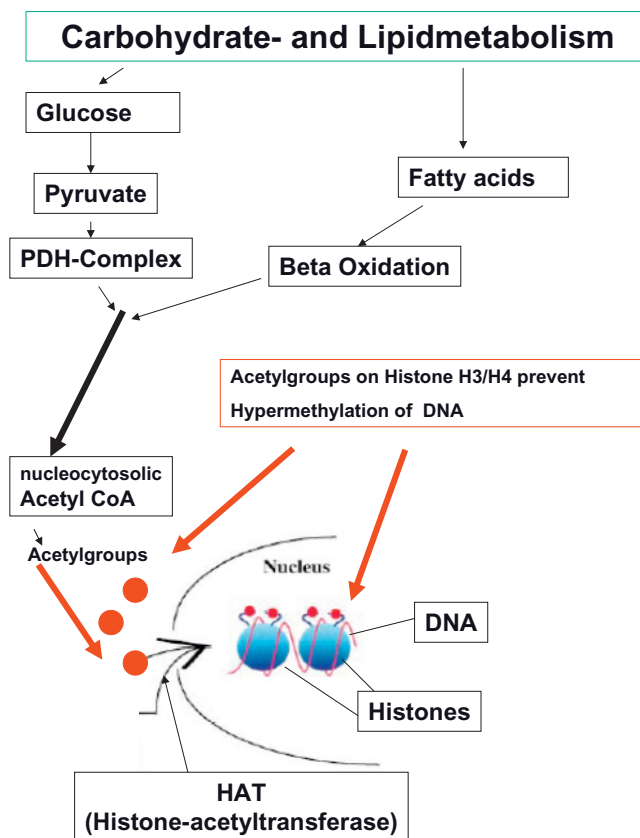 Carbohydrate- and Lipidmetabolism
Glucose
Fatty acids
Pyruvate
PDH-Complex
Beta Oxidation
Acetylgroups on Histone H3/H4 prevent
Hypermethylation of DNA
nucleocytosolic
Acetyl CoA
Acetylgroups
Nucleus
DNA
Histones
HAT
(Histone-acetyltransferase)